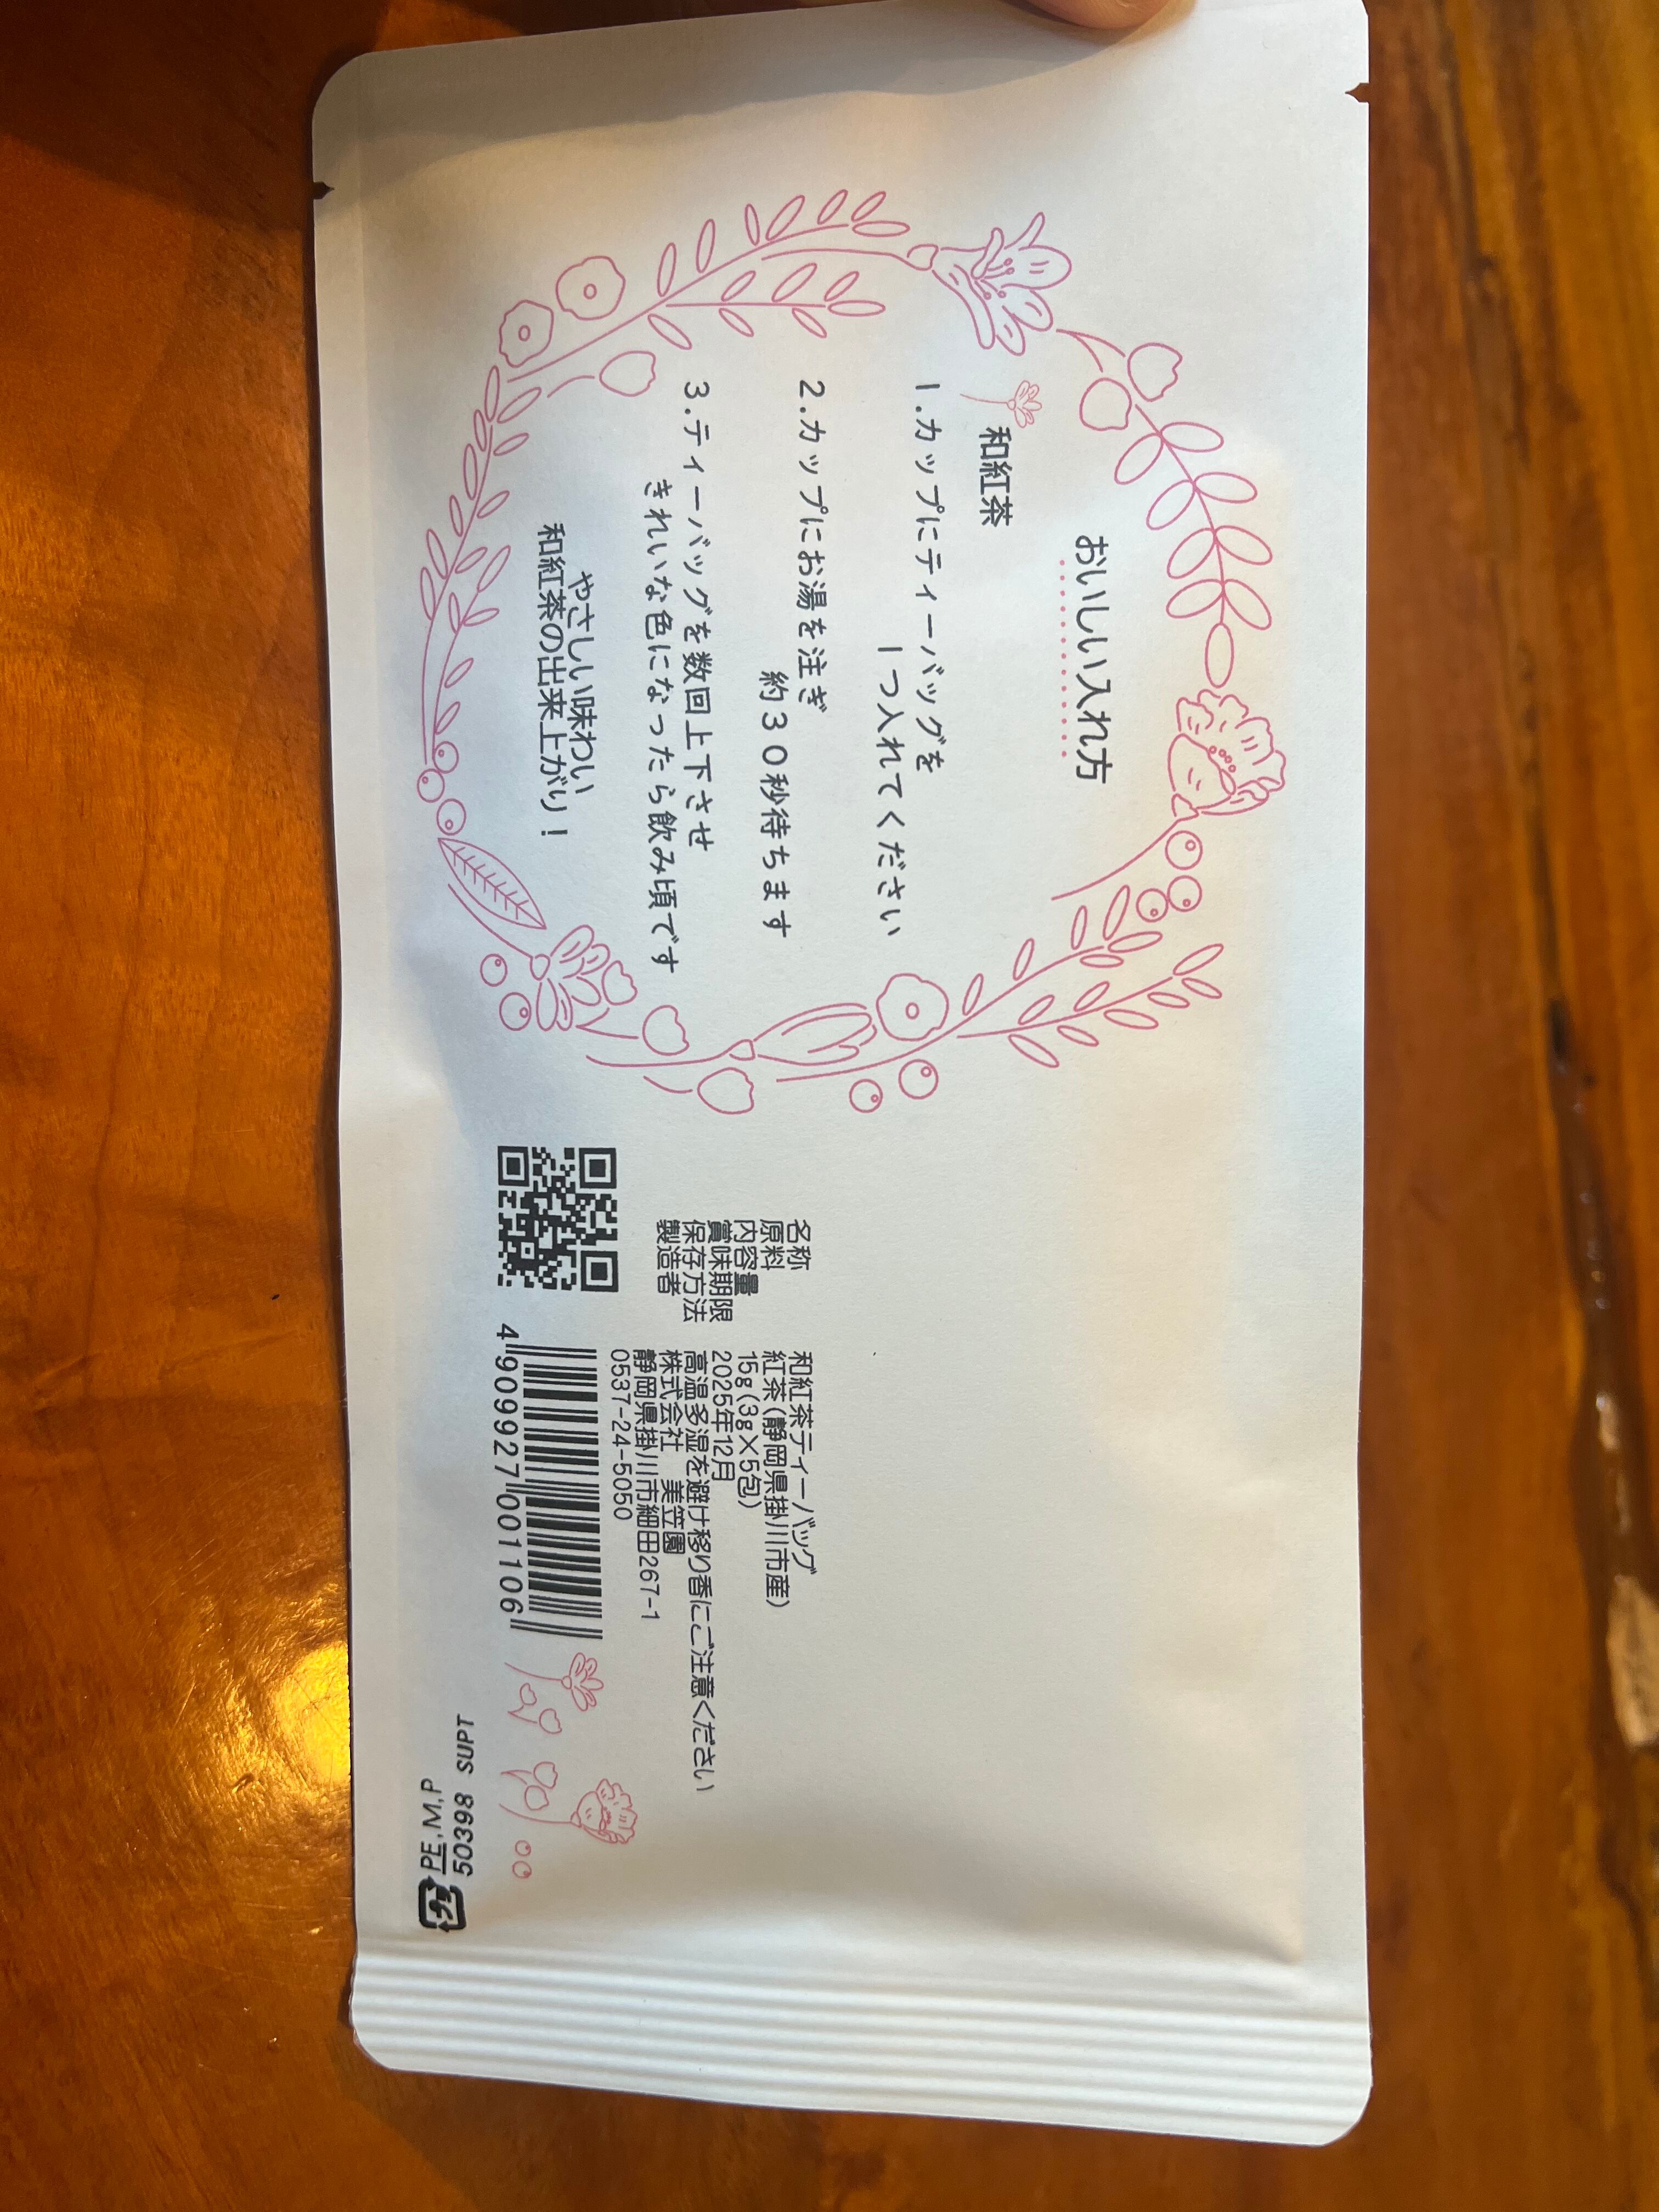 おいしい入れ方
和紅茶
1.カップにティーバッグを
1つ入れてください
2.カップにお湯を注ぎ
約30秒待ちます
3.ティーバッグを数回上下させ
きれいな色になったら飲み頃です
やさしい味わい
和紅茶の出来上がり!
名称 和紅茶ティーバッグ
原料 紅茶(静岡県掛川市産)
内容量 15g(3g×5包)
賞味期限 2025年12月
保存方法 高温多湿を避け移り香にご注意ください
製造者 株式会社 美笠園
静岡県掛川市細田267-1
0537-24-5050
4909927001106
50398 SUPT
プラ PE,M,P